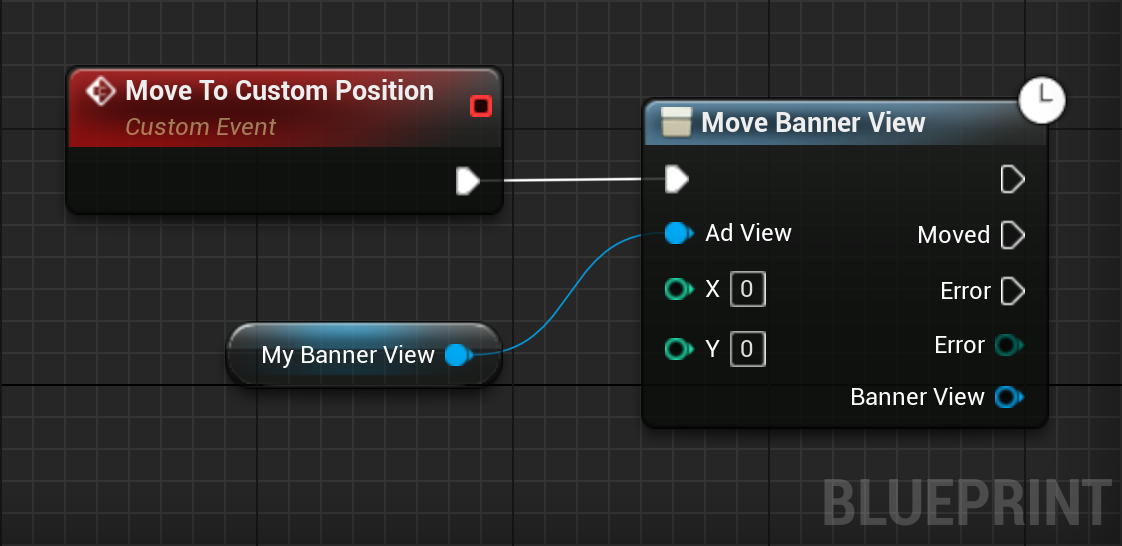 Move To Custom Position
Custom Event
Move Banner View
Ad View
Moved
X 0
Error
Y 0
Error
My Banner View
Banner View
BLUEPRINT